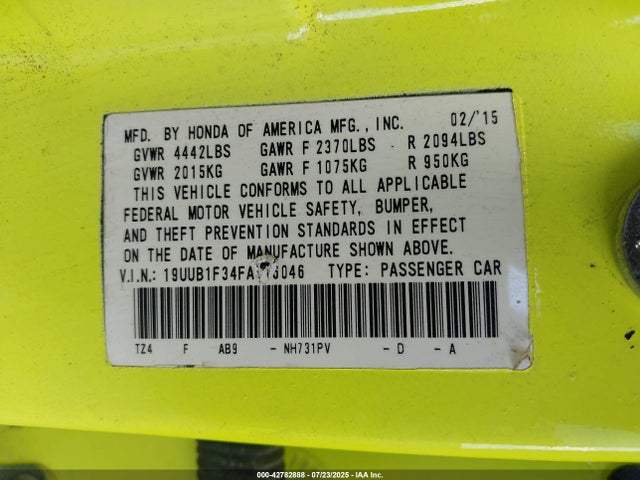 MFD. BY HONDA OF AMERICA MFG., INC. 02/'15
GVWR 4442LBS GAWR F 2370LBS R 2094LBS
GVWR 2015KG GAWR F 1075KG R 950KG
THIS VEHICLE CONFORMS TO ALL APPLICABLE
FEDERAL MOTOR VEHICLE SAFETY, BUMPER,
AND THEFT PREVENTION STANDARDS IN EFFECT
ON THE DATE OF MANUFACTURE SHOWN ABOVE.
V.I.N.: TYPE: PASSENGER CAR
TZ4 F AB9 - NH731PV - D - A
000-42782888 - 07/23/2025 - IAA Inc.